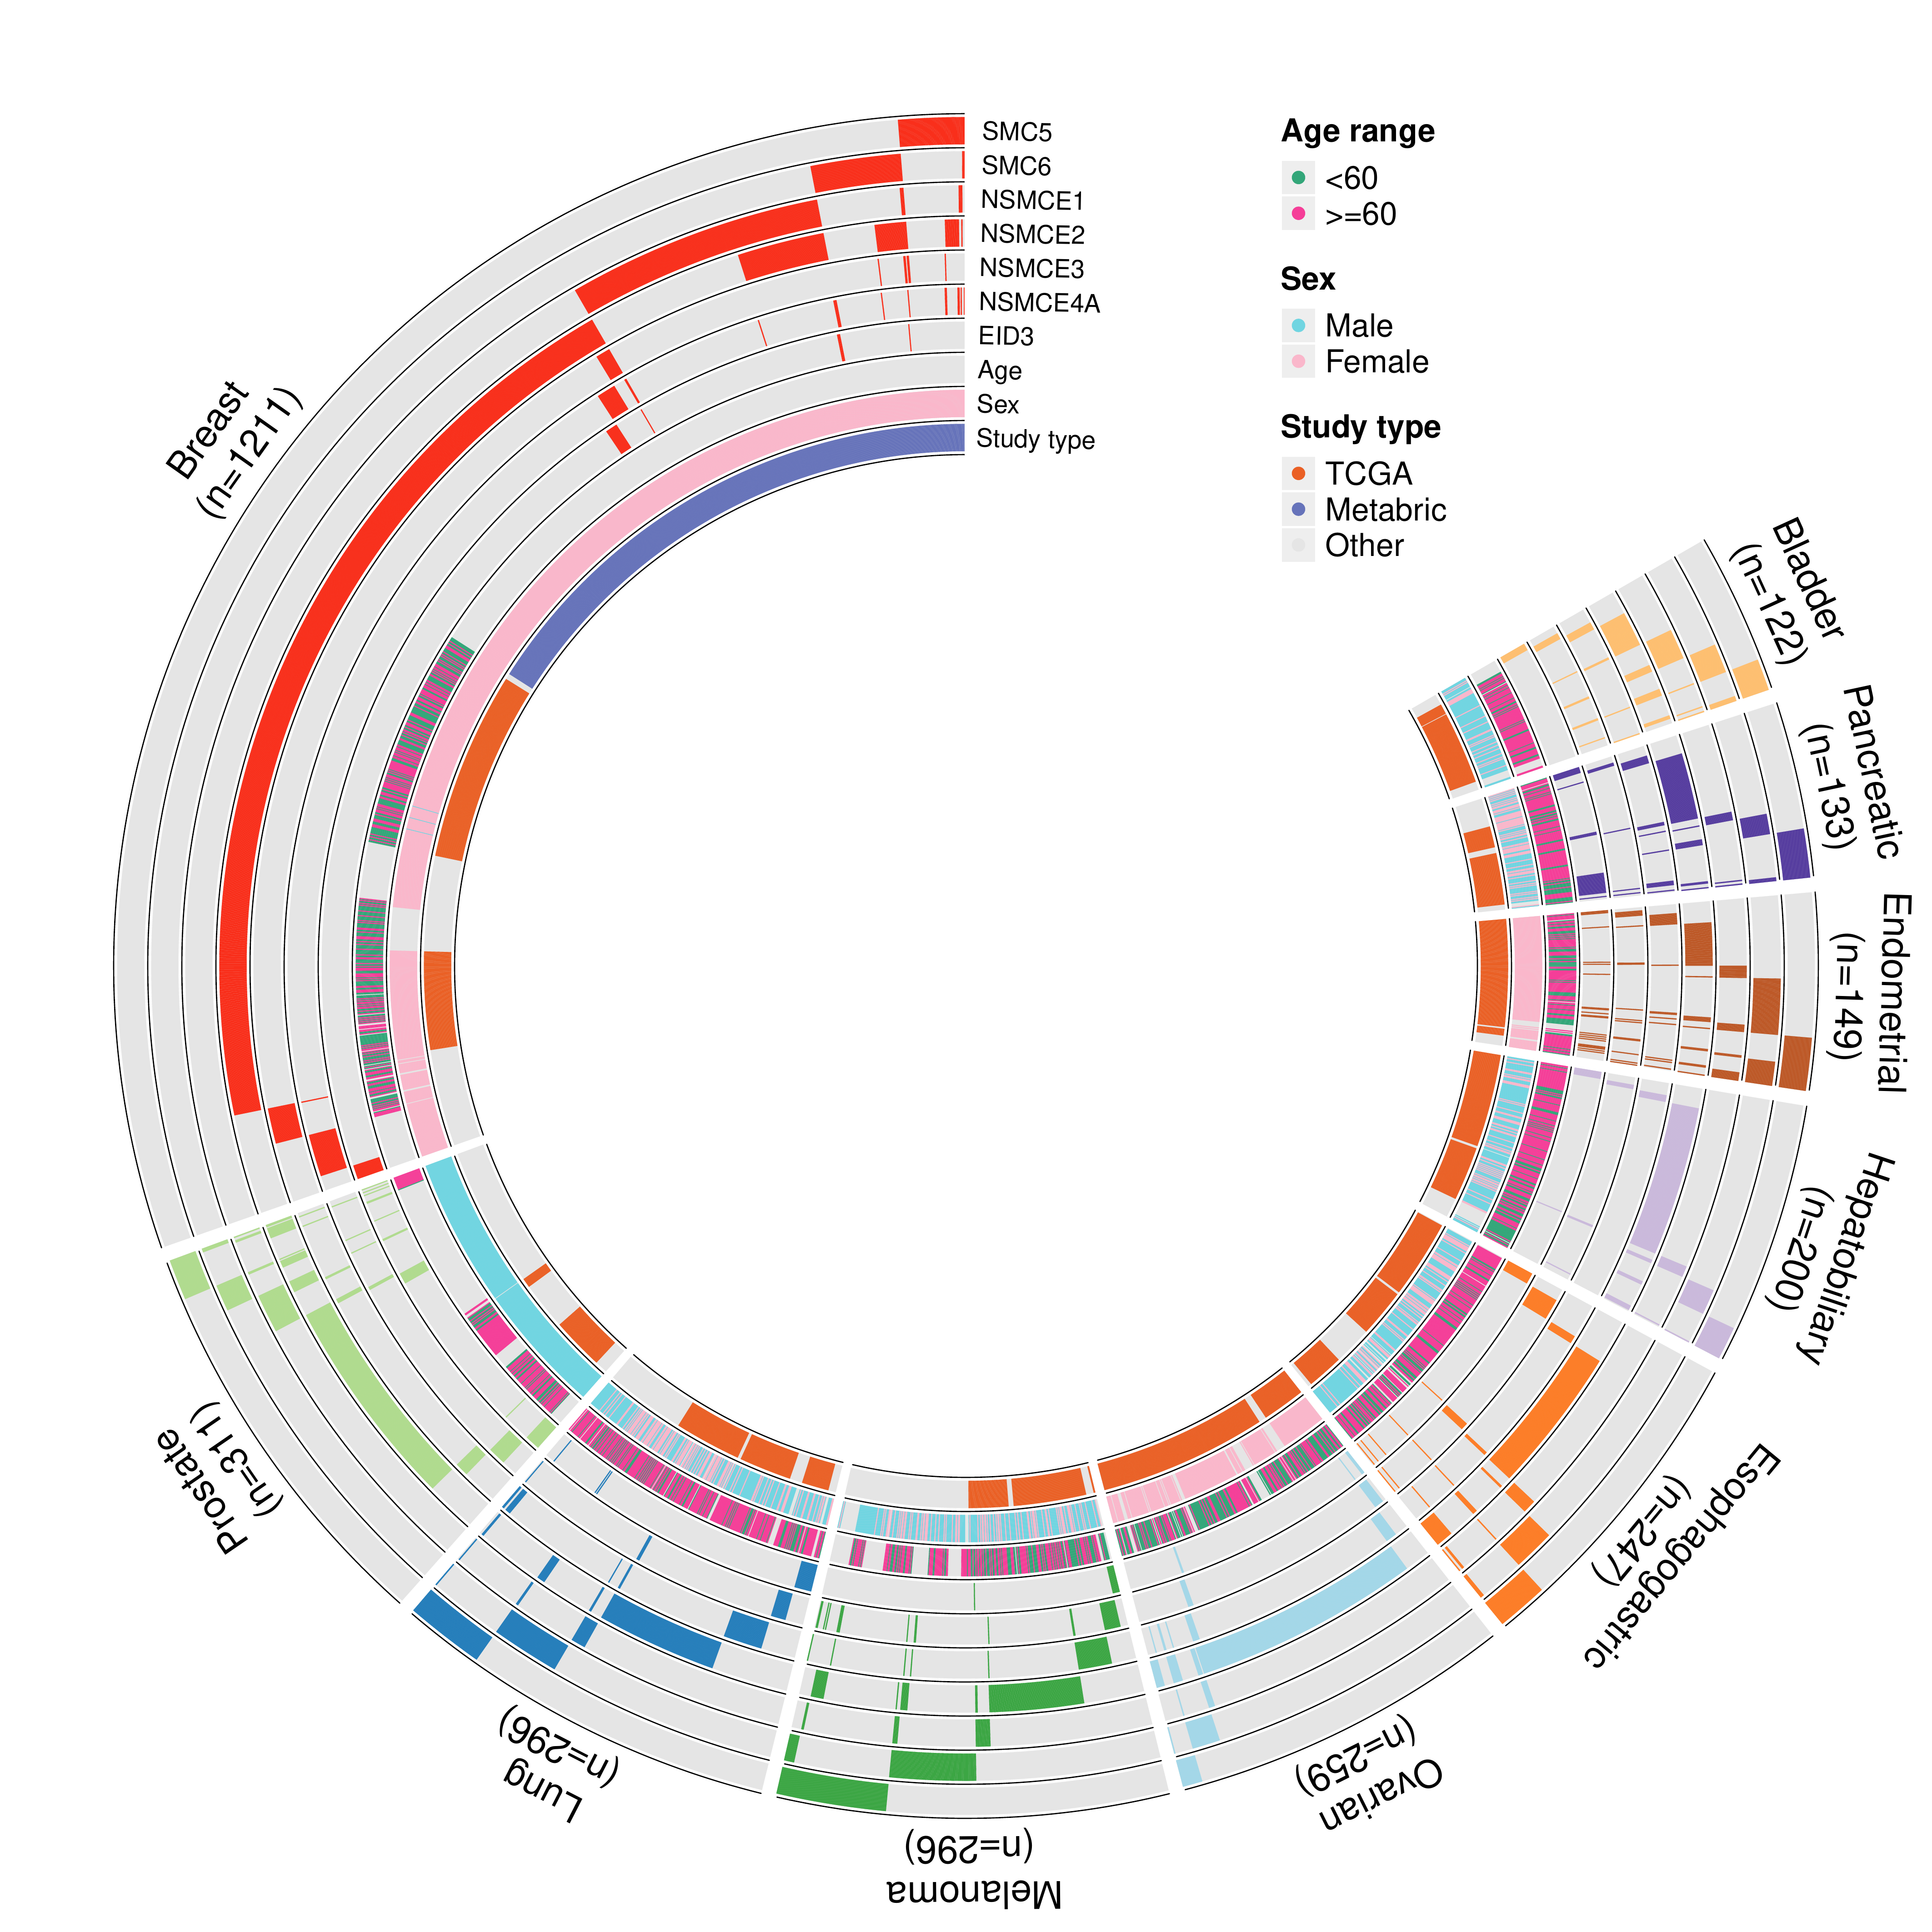 SMC5
SMC6
NSMCE1
NSMCE2
NSMCE3
NSMCE4A
EID3
Age
Sex
Study type
Age range
<60
>=60
Sex
Male
Female
Study type
TCGA
Metabric
Other
Bladder
(n=122)
Pancreatic
(n=133)
Endometrial
(n=149)
Hepatobiliary
(n=200)
Esophagogastric
(n=247)
Ovarian
(n=259)
Melanoma
(n=296)
Lung
(n=296)
Prostate
(n=311)
Breast
(n=1211)